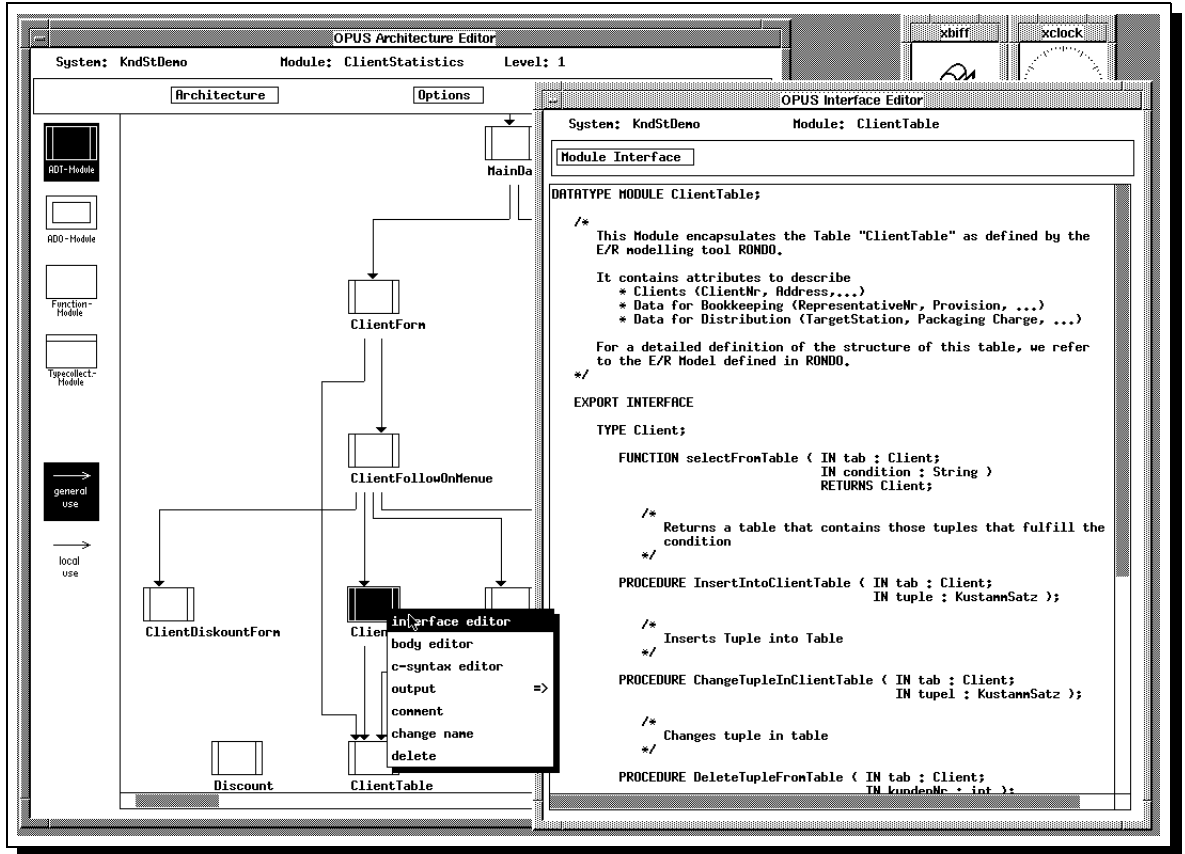 OPUS Architecture Editor
System: KndStDemo Module: ClientStatistics Level: 1
Architecture Options
ADT-Module
ADO-Module
Function-
Module
Typecollect.-
Module
general
use
local
use
MainDa
ClientForm
ClientFollowOnMenue
ClientDiskountForm
Clien
Discount
ClientTable
interface editor
body editor
c-syntax editor
output =>
comment
change name
delete
xbiff
xclock
OPUS Interface Editor
System: KndStDemo Module: ClientTable
Module Interface
DATATYPE MODULE ClientTable;
/*
This Module encapsulates the Table "ClientTable" as defined by the
E/R modelling tool RONDO.
It contains attributes to describe
* Clients (ClientNr, Address,...)
* Data for Bookkeeping (RepresentativeNr, Provision, ...)
* Data for Distribution (TargetStation, Packaging Charge, ...)
For a detailed definition of the structure of this table, we refer
to the E/R Model defined in RONDO.
*/
EXPORT INTERFACE
TYPE Client;
FUNCTION selectFromTable ( IN tab : Client;
IN condition : String )
RETURNS Client;
/*
Returns a table that contains those tuples that fulfill the
condition
*/
PROCEDURE InsertIntoClientTable ( IN tab : Client;
IN tuple : KustammSatz );
/*
Inserts Tuple into Table
*/
PROCEDURE ChangeTupleInClientTable ( IN tab : Client;
IN tupel : KustammSatz );
/*
Changes tuple in table
*/
PROCEDURE DeleteTupleFromTable ( IN tab : Client;
IN kundenNr : int );